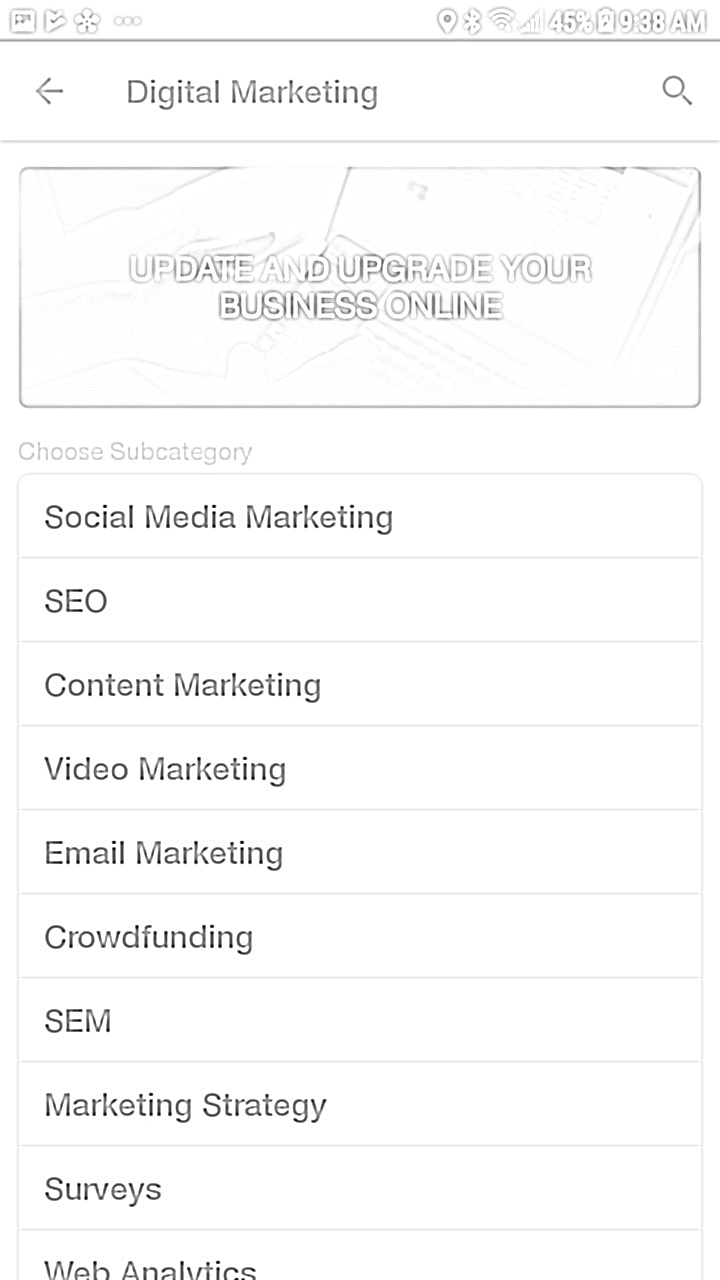 45% 9:38 AM
Digital Marketing
UPDATE AND UPGRADE YOUR
BUSINESS ONLINE
Choose Subcategory
Social Media Marketing
SEO
Content Marketing
Video Marketing
Email Marketing
Crowdfunding
SEM
Marketing Strategy
Surveys
Web Analytics